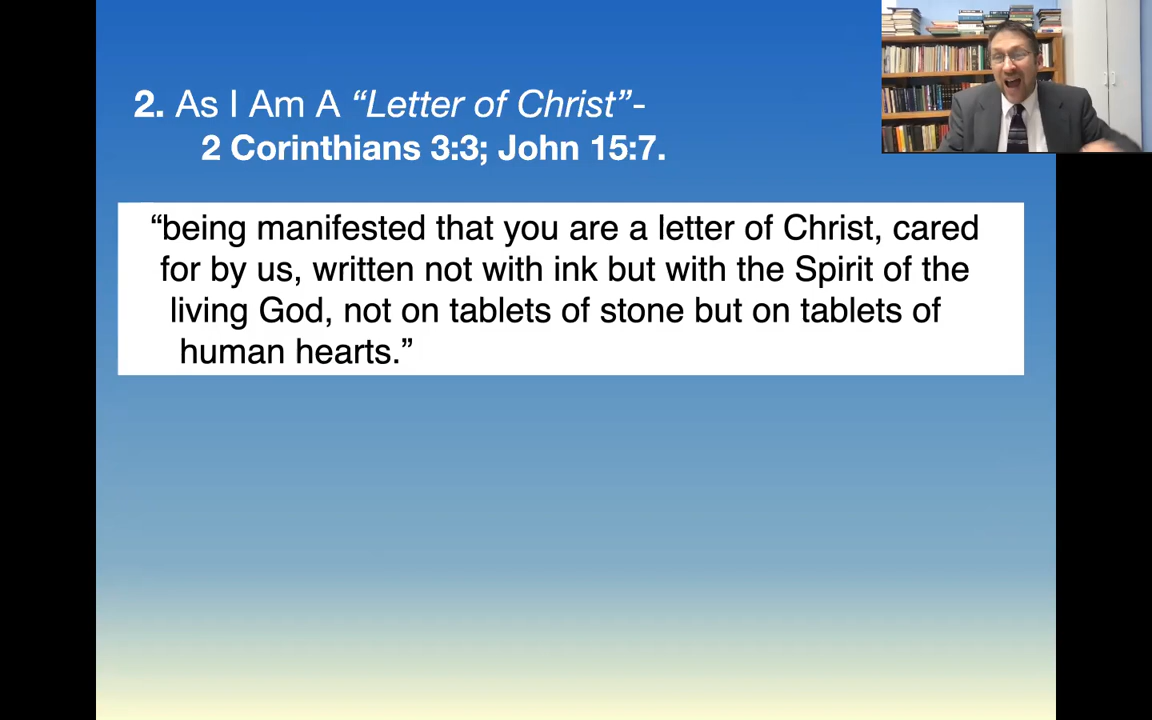 2. As I Am A “Letter of Christ”-
2 Corinthians 3:3; John 15:7.
“being manifested that you are a letter of Christ, cared
for by us, written not with ink but with the Spirit of the
living God, not on tablets of stone but on tablets of
human hearts.”